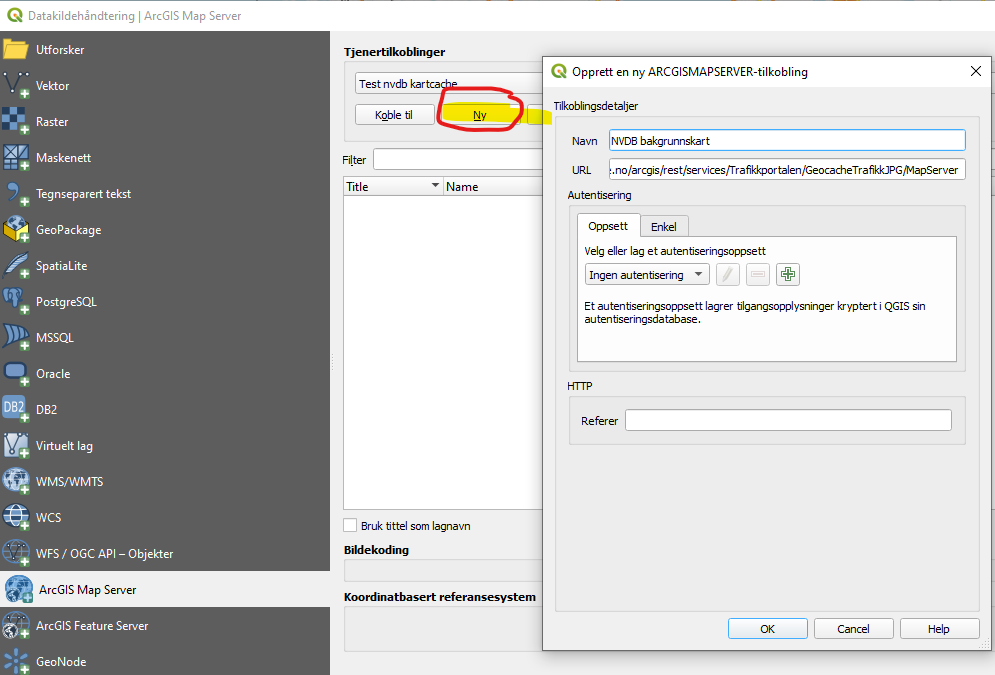 Datakildehåndtering | ArcGIS Map Server
Utforsker
Vektor
Raster
Maskenett
Tegnseparert tekst
GeoPackage
SpatiaLite
PostgreSQL
MSSQL
Oracle
DB2
DB2
Virtuelt lag
WMS/WMTS
WCS
WFS / OGC API – Objekter
ArcGIS Map Server
ArcGIS Feature Server
GeoNode
Tjenertilkoblinger
Test nvdb kartcache
Koble til
Ny
Filter
Title Name
Bruk tittel som lagnavn
Bildekoding
Koordinatbasert referansesystem
Opprett en ny ARCGISMAPSERVER-tilkobling
Tilkoblingsdetaljer
Navn NVDB bakgrunnskart
URL .no/arcgis/rest/services/Trafikkportalen/GeocacheTrafikkJPG/MapServer
Autentisering
Oppsett Enkel
Velg eller lag et autentiseringsoppsett
Ingen autentisering
Et autentiseringsoppsett lagrer tilgangsopplysninger kryptert i QGIS sin
autentiseringsdatabase.
HTTP
Referer
OK Cancel Help